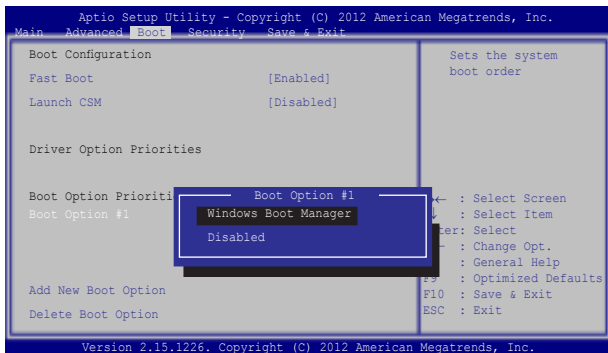 Aptio Setup Utility - Copyright (C) 2012 American Megatrends, Inc.
Main Advanced Boot Security Save & Exit
Boot Configuration
Fast Boot [Enabled]
Launch CSM [Disabled]
Driver Option Priorities
Boot Option Prioriti
Boot Option #1
Boot Option #1
Windows Boot Manager
Disabled
Add New Boot Option
Delete Boot Option
Sets the system
boot order
→← : Select Screen
: Select Item
ter: Select
: Change Opt.
: General Help
F9 : Optimized Defaults
F10 : Save & Exit
ESC : Exit
Version 2.15.1226. Copyright (C) 2012 American Megatrends, Inc.